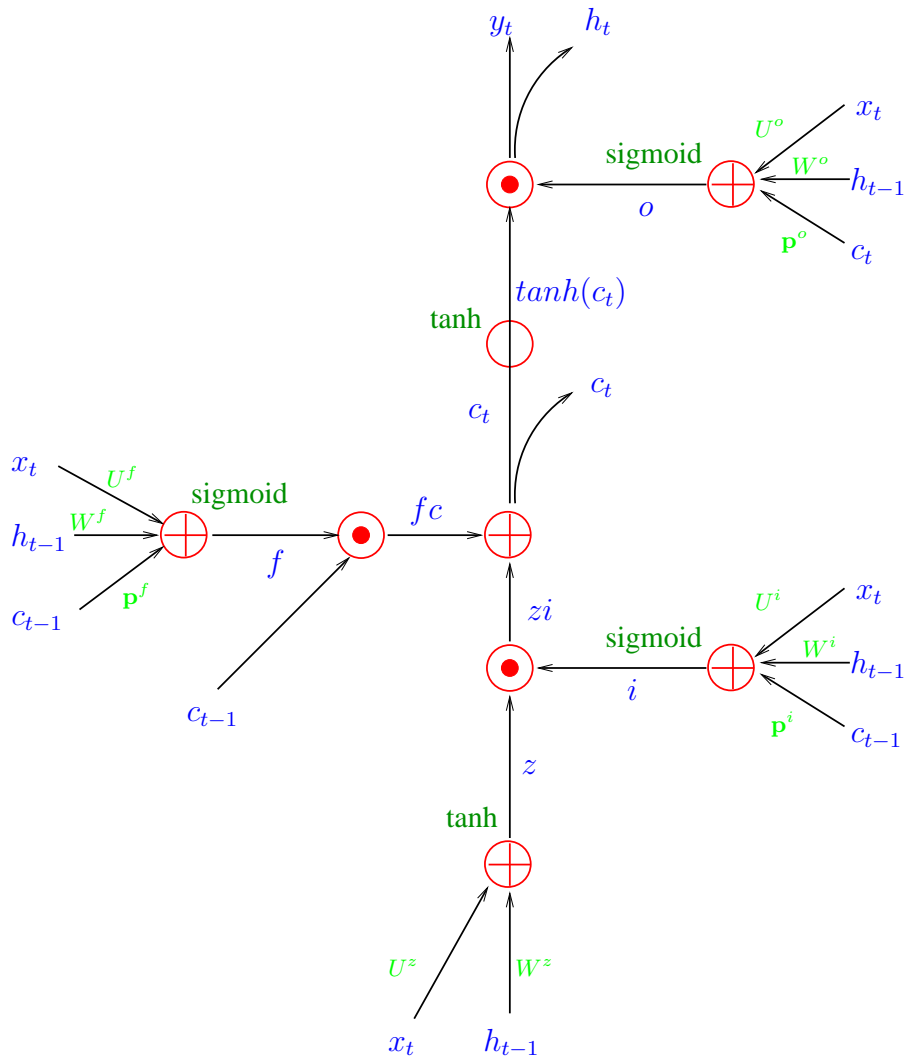 y_t h_t
x_t
U^o
sigmoid
W^o
h_{t-1}
o
p^o
c_t
tanh(c_t)
tanh
c_t
c_t
x_t
U^f
sigmoid
W^f
fc
h_{t-1}
f
p^f
c_{t-1}
x_t
U^i
zi
sigmoid
W^i
h_{t-1}
i
c_{t-1}
p^i
c_{t-1}
z
tanh
U^z W^z
x_t h_{t-1}